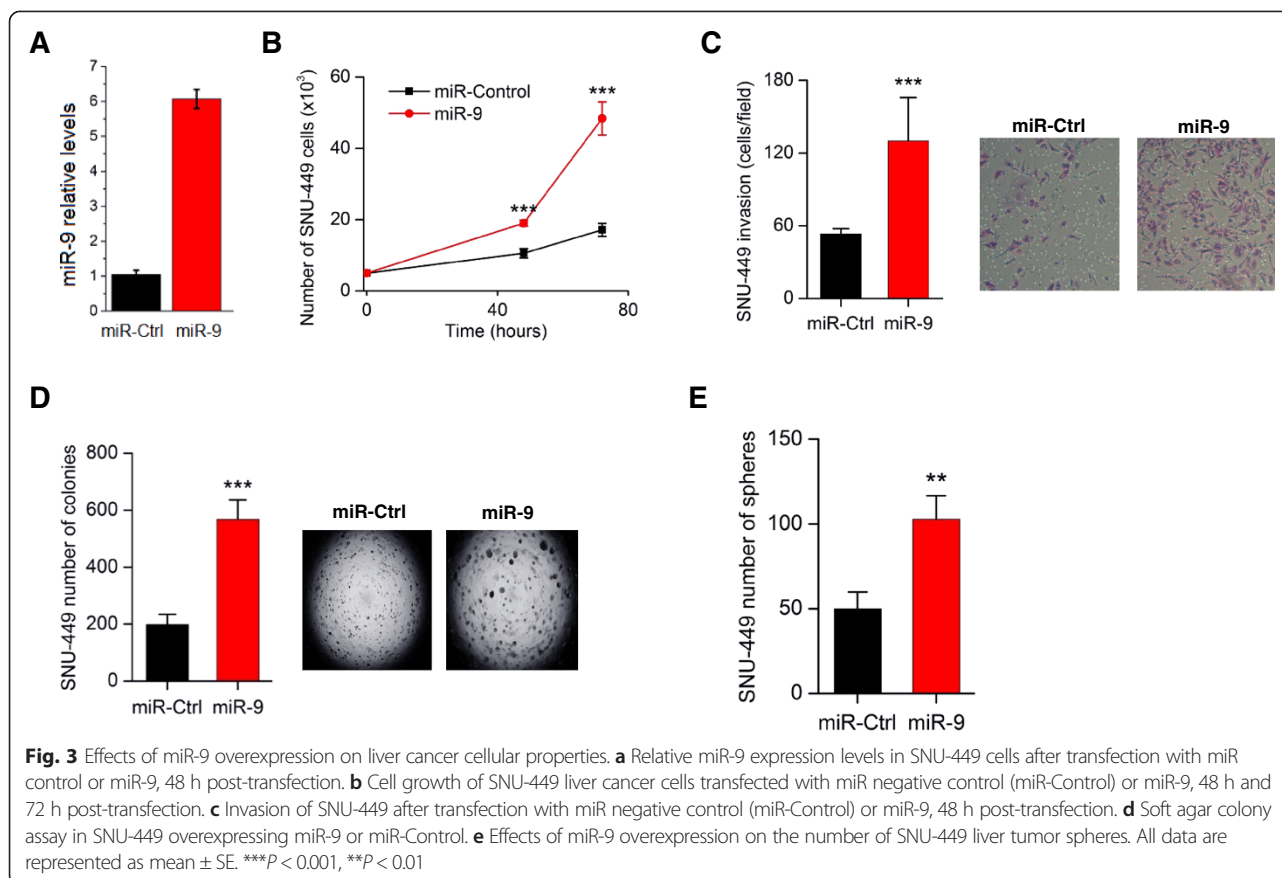 A
miR-9 relative levels
7
6
5
4
3
2
1
0
miR-Ctrl miR-9
B
Number of SNU-449 cells (x10³)
60
40
20
0
miR-Control
miR-9
***
***
0 40 80
Time (hours)
C
SNU-449 invasion (cells/field)
180
120
60
0
***
miR-Ctrl miR-9
miR-Ctrl miR-9
D
SNU-449 number of colonies
800
600
400
200
0
***
miR-Ctrl miR-9
miR-Ctrl miR-9
E
SNU-449 number of spheres
150
100
50
0
**
miR-Ctrl miR-9
Fig. 3 Effects of miR-9 overexpression on liver cancer cellular properties. a Relative miR-9 expression levels in SNU-449 cells after transfection with miR
control or miR-9, 48 h post-transfection. b Cell growth of SNU-449 liver cancer cells transfected with miR negative control (miR-Control) or miR-9, 48 h and
72 h post-transfection. c Invasion of SNU-449 after transfection with miR negative control (miR-Control) or miR-9, 48 h post-transfection. d Soft agar colony
assay in SNU-449 overexpressing miR-9 or miR-Control. e Effects of miR-9 overexpression on the number of SNU-449 liver tumor spheres. All data are
represented as mean ± SE. ***P < 0.001, **P < 0.01